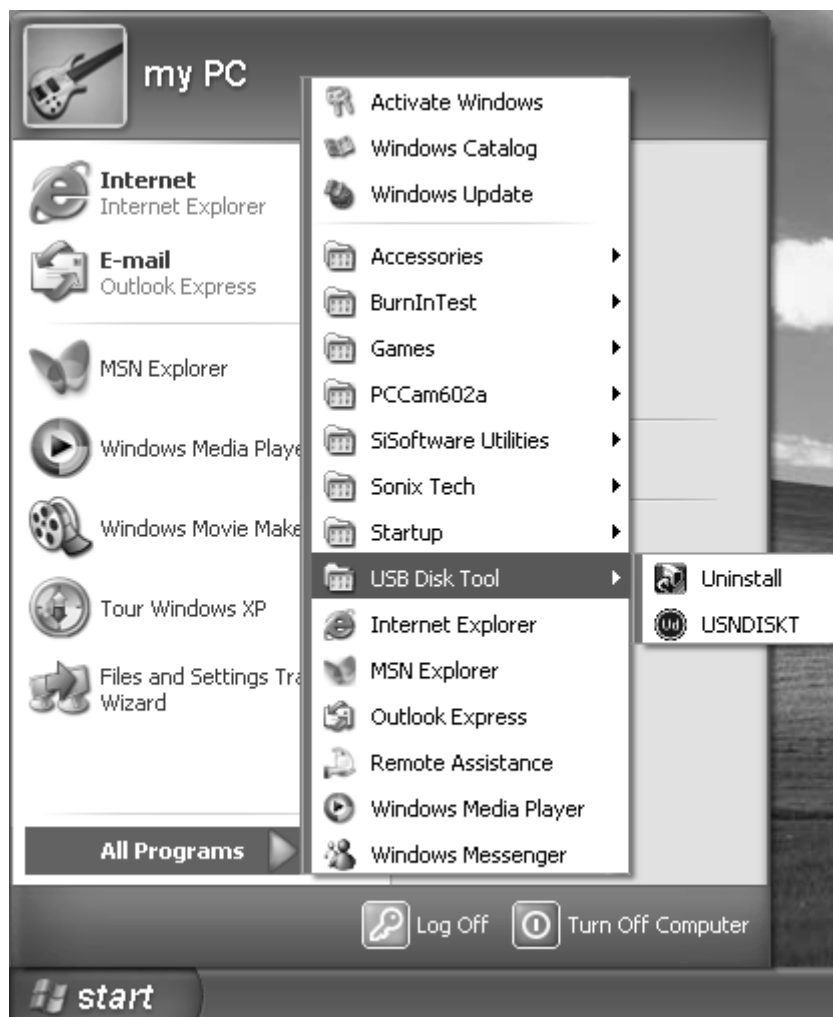 my PC
Internet
Internet Explorer
E-mail
Outlook Express
MSN Explorer
Windows Media Playe
Windows Movie Make
Tour Windows XP
Files and Settings Tra
Wizard
All Programs
Activate Windows
Windows Catalog
Windows Update
Accessories
BurnInTest
Games
PCCam602a
SiSoftware Utilities
Sonix Tech
Startup
USB Disk Tool
Internet Explorer
MSN Explorer
Outlook Express
Remote Assistance
Windows Media Player
Windows Messenger
Uninstall
Ud USNDISKT
Log Off
Turn Off Computer
start